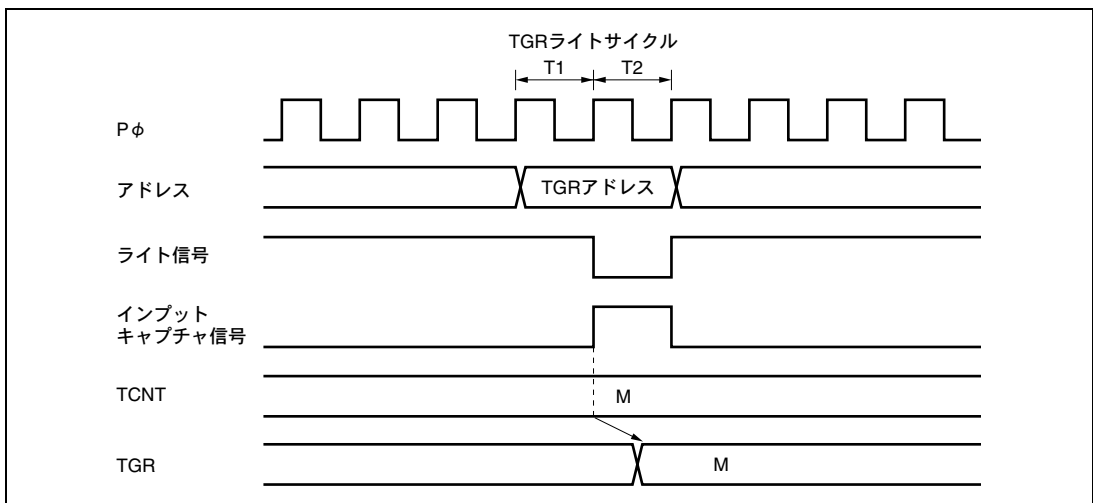 TGRライトサイクル
T1 T2
Pφ
アドレス
TGRアドレス
ライト信号
インプット
キャプチャ信号
TCNT
M
TGR
M